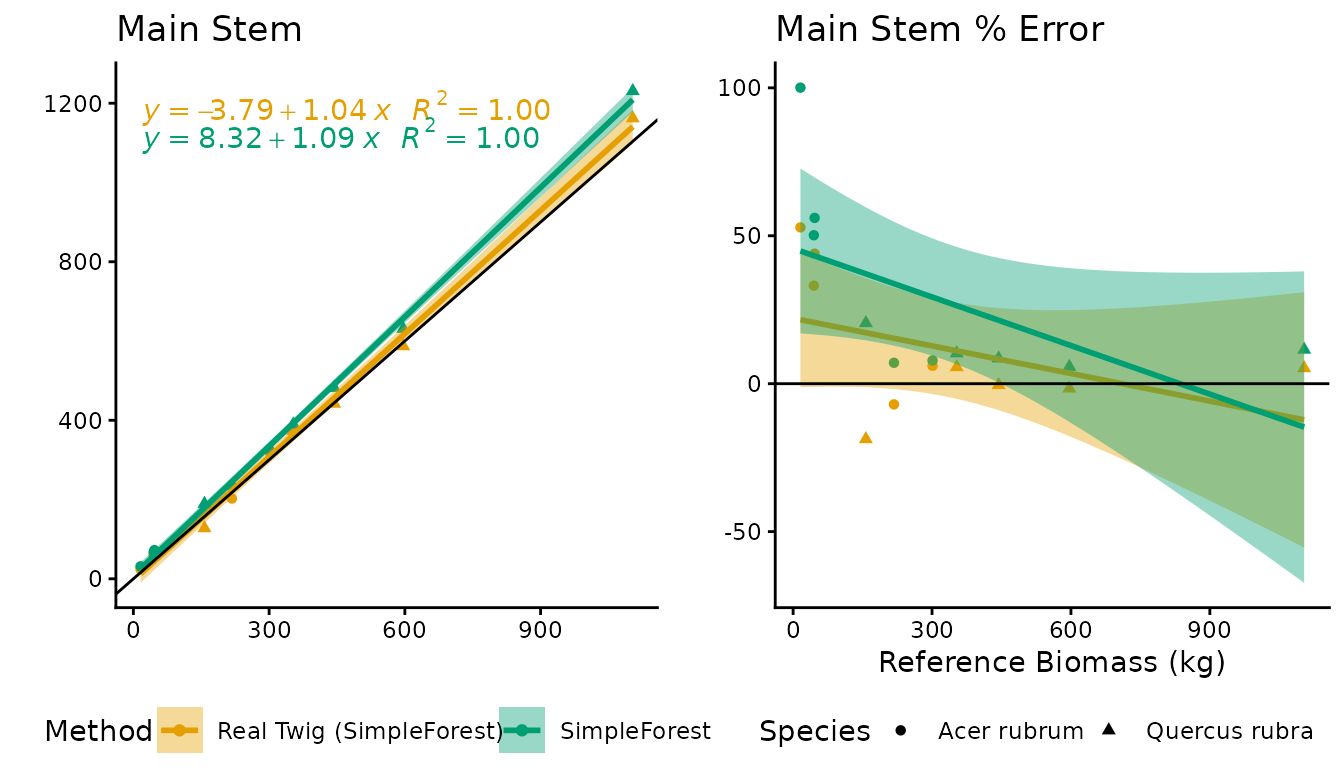 Main Stem
Main Stem % Error
y = −3.79 + 1.04 x R² = 1.00
y = 8.32 + 1.09 x R² = 1.00
1200
800
400
0
0 300 600 900
100
50
0
-50
0 300 600 900
Reference Biomass (kg)
Method Real Twig (SimpleForest) SimpleForest Species Acer rubrum Quercus rubra